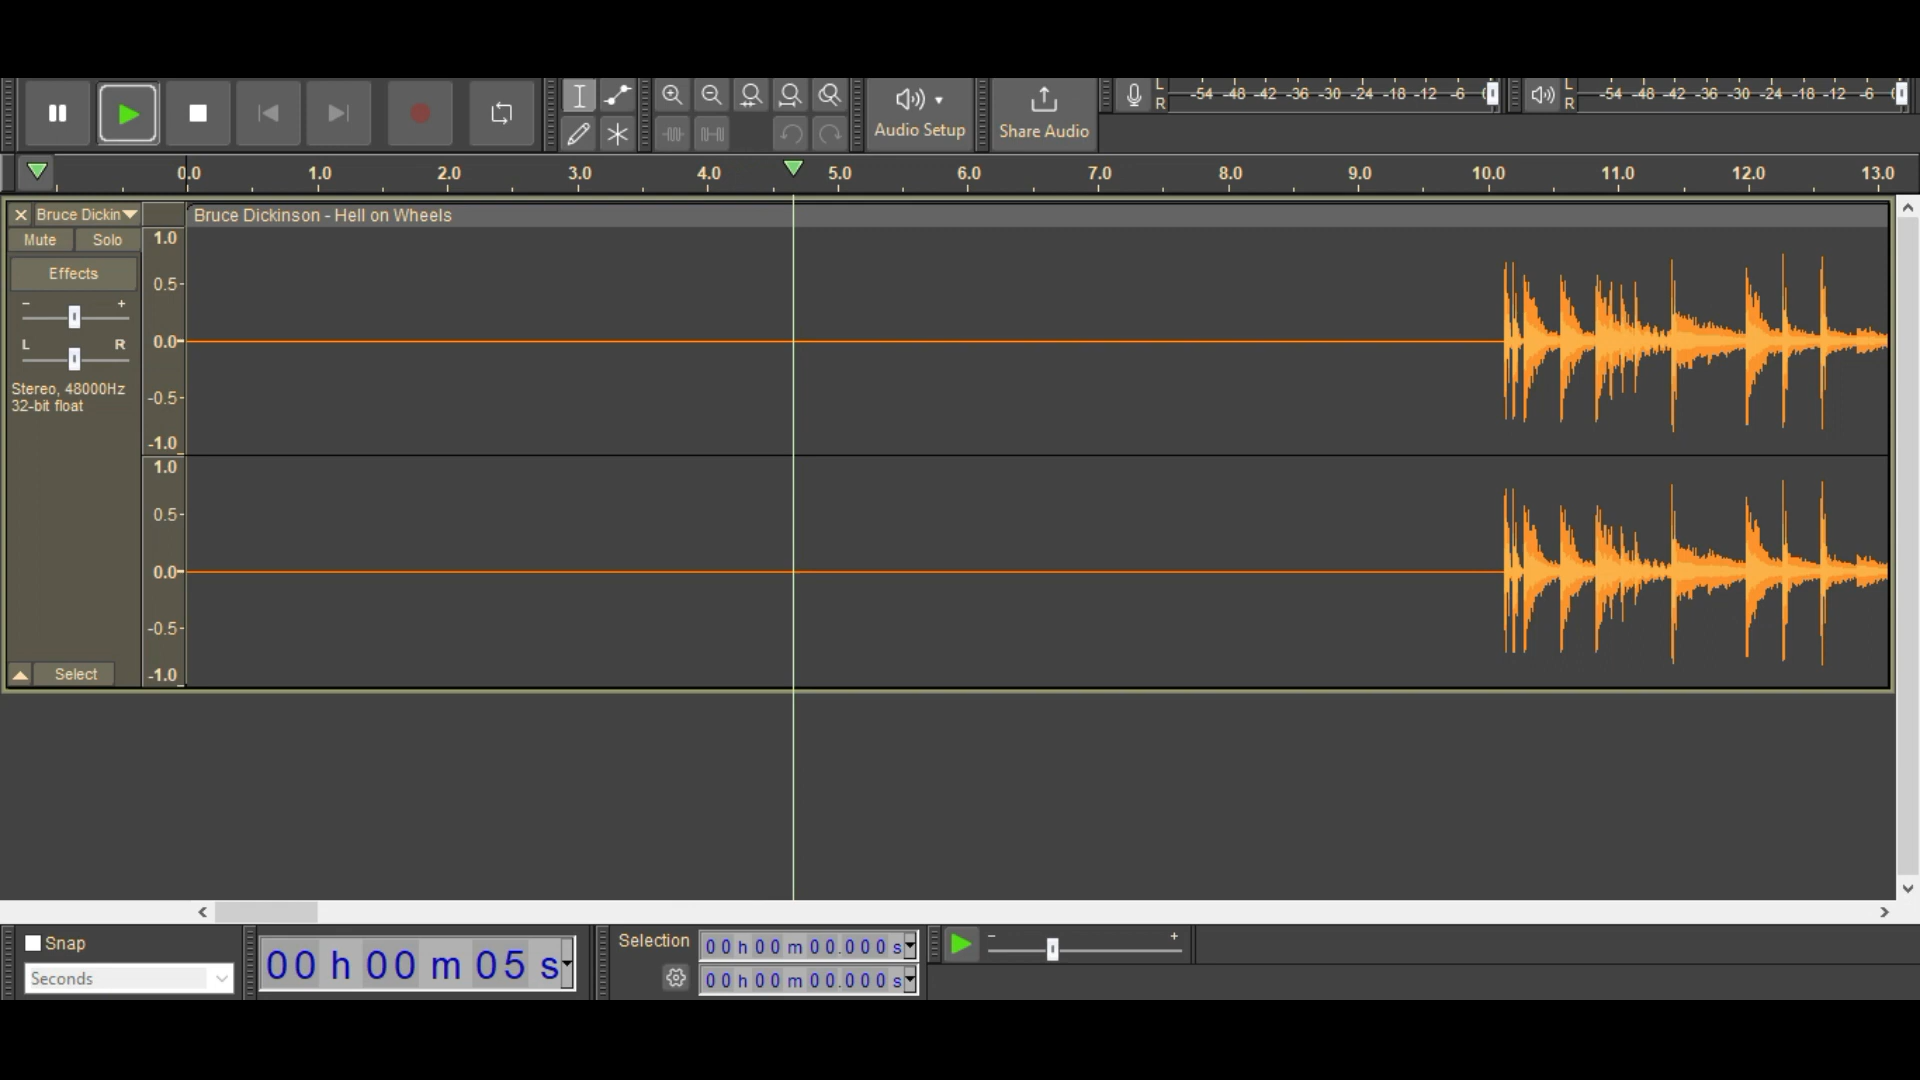 L
R -54 -48 -42 -36 -30 -24 -18 -12 -6 0
L
R -54 -48 -42 -36 -30 -24 -18 -12 -6
Audio Setup
Share Audio
0.0 1.0 2.0 3.0 4.0 5.0 6.0 7.0 8.0 9.0 10.0 11.0 12.0 13.0
Bruce Dickin
Bruce Dickinson - Hell on Wheels
Mute Solo
Effects
- +
L R
Stereo, 48000Hz
32-bit float
Select
1.0
0.5
0.0
-0.5
-1.0
1.0
0.5
0.0
-0.5
-1.0
Snap
Seconds
00 h 00 m 05 s
Selection
00 h 00 m 00.000 s
00 h 00 m 00.000 s
- +